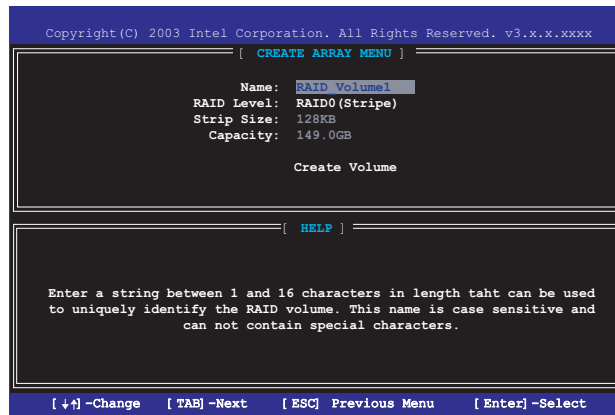 Copyright(C) 2003 Intel Corporation. All Rights Reserved. v3.x.x.xxxx
[ CREATE ARRAY MENU ]
Name: RAID_Volume1
RAID Level: RAID0(Stripe)
Strip Size: 128KB
Capacity: 149.0GB
Create Volume
[ HELP ]
Enter a string between 1 and 16 characters in length taht can be used
to uniquely identify the RAID volume. This name is case sensitive and
can not contain special characters.
[↓↑]-Change [TAB]-Next [ESC] Previous Menu [Enter]-Select